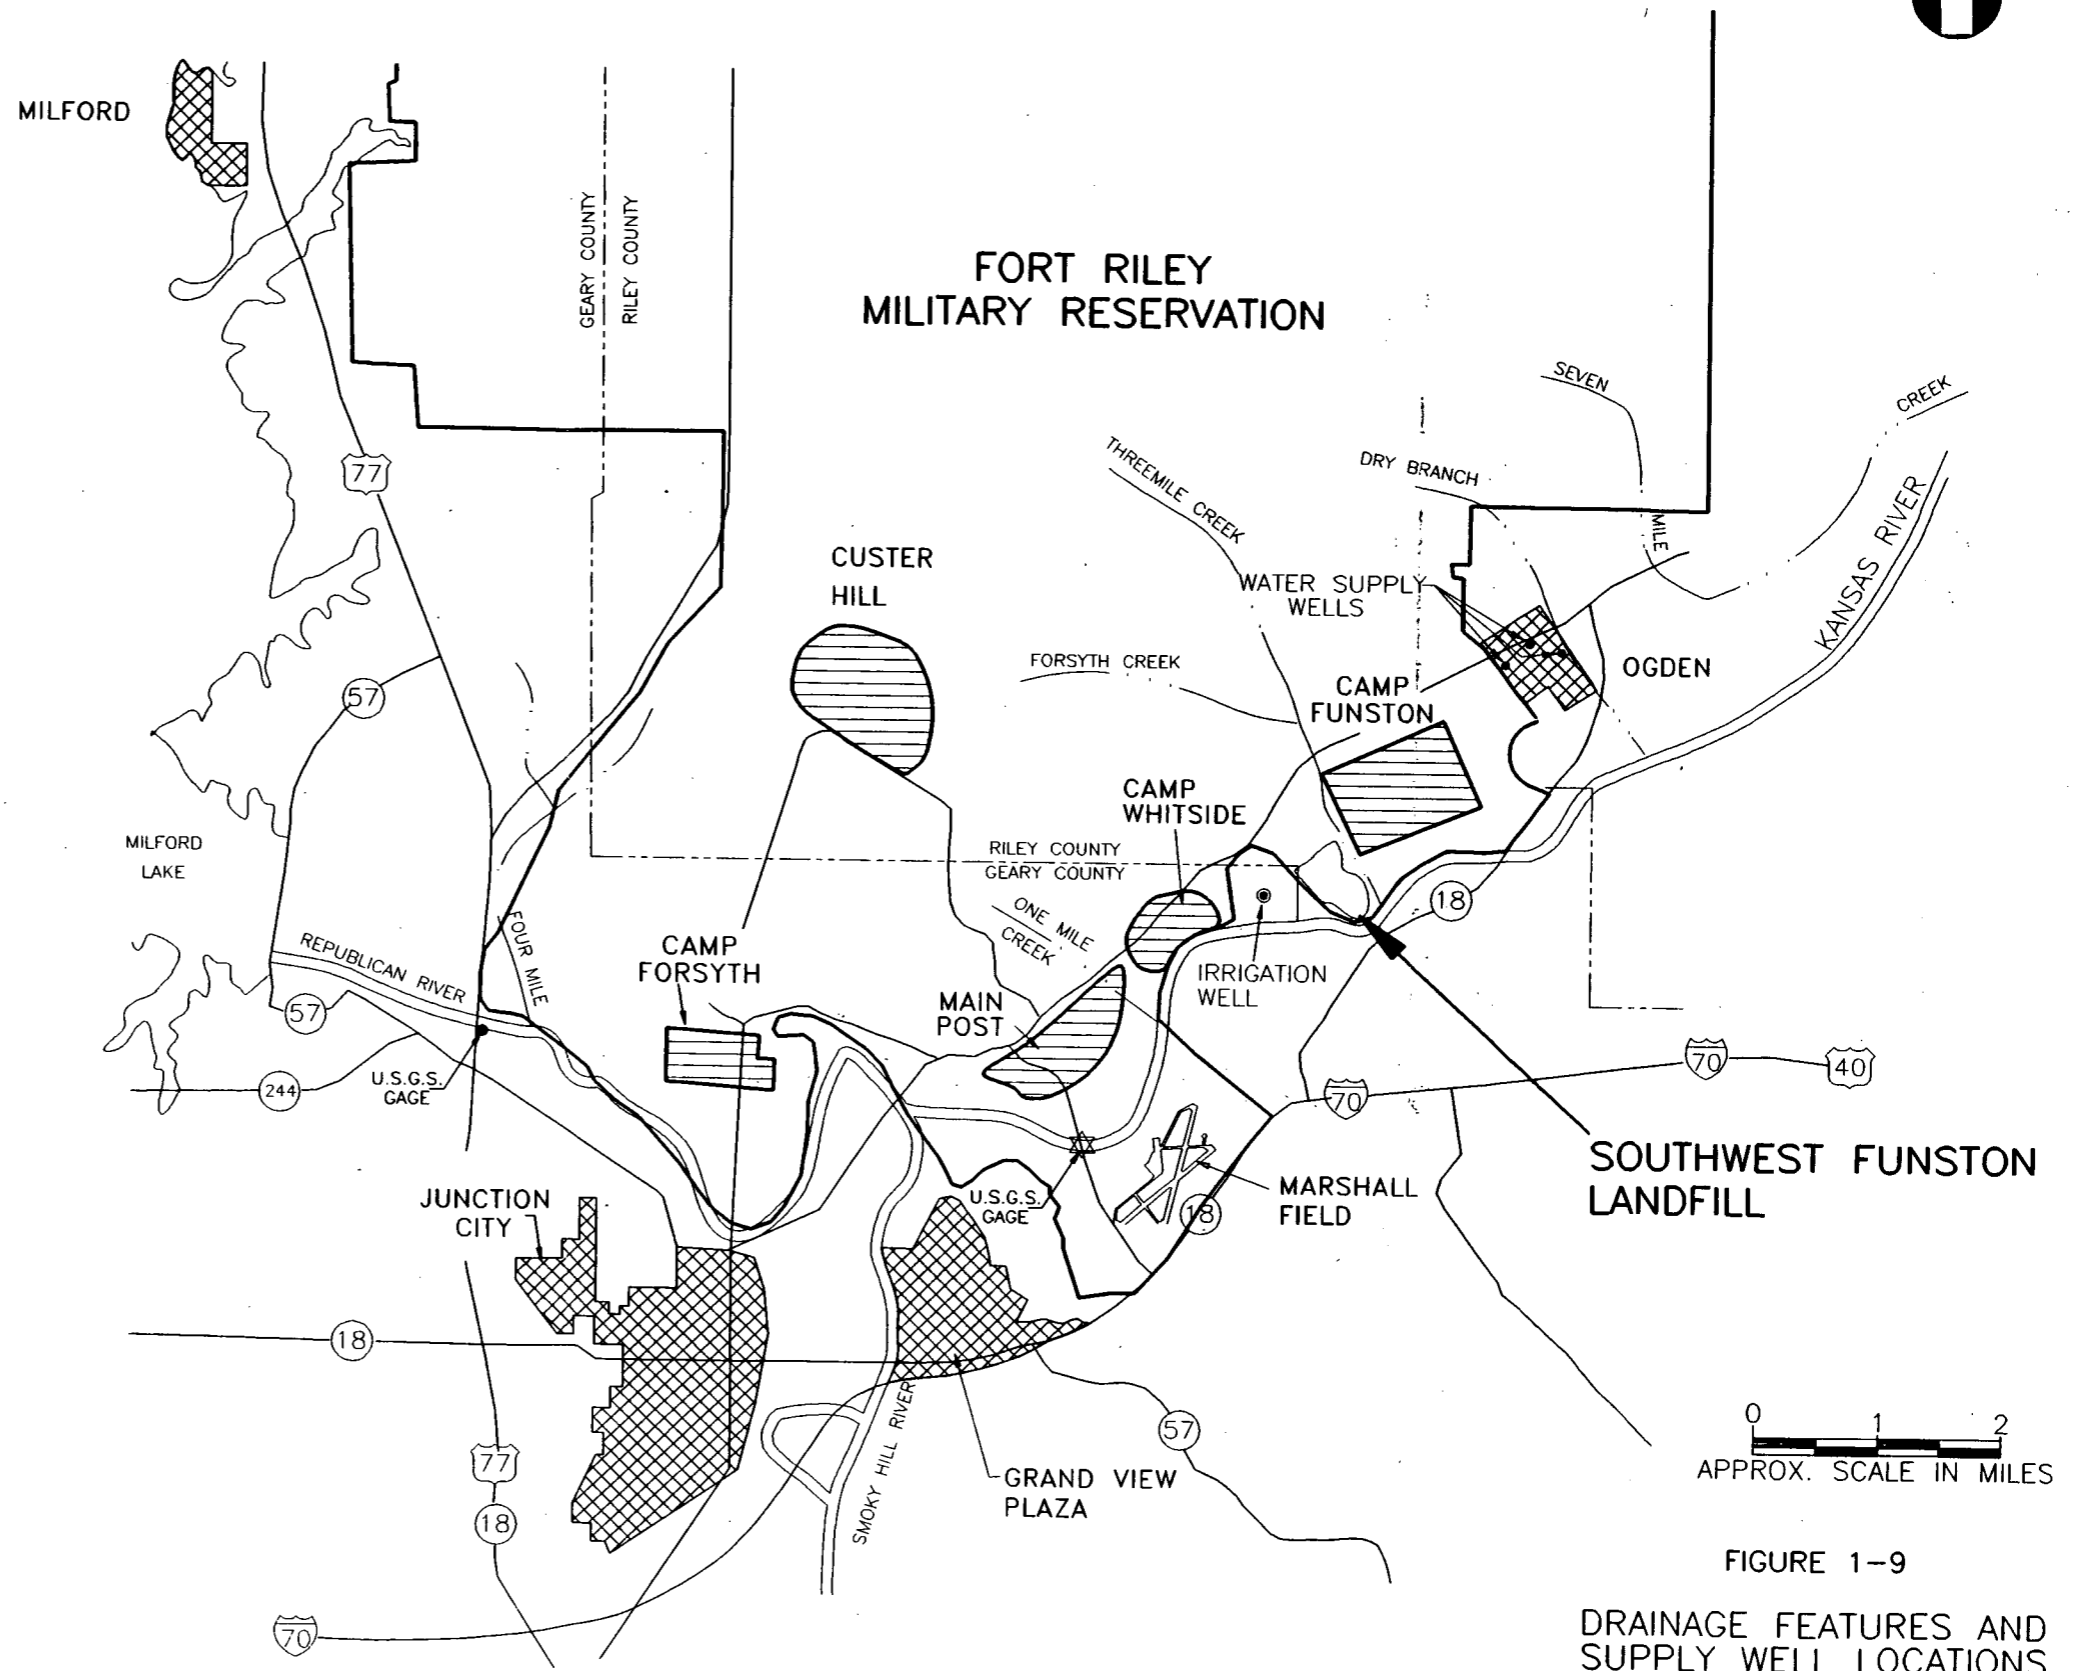 MILFORD
GEARY COUNTY
RILEY COUNTY
FORT RILEY
MILITARY RESERVATION
77
SEVEN
MILE
CREEK
DRY BRANCH
THREEMILE CREEK
KANSAS RIVER
CUSTER
HILL
WATER SUPPLY
WELLS
FORSYTH CREEK
OGDEN
CAMP
FUNSTON
57
CAMP
WHITSIDE
MILFORD
LAKE
RILEY COUNTY
GEARY COUNTY
18
ONE MILE
CREEK
FOUR MILE
REPUBLICAN RIVER
CAMP
FORSYTH
IRRIGATION
WELL
MAIN
POST
57
244
U.S.G.S.
GAGE
70
40
70
SOUTHWEST FUNSTON
LANDFILL
JUNCTION
CITY
U.S.G.S.
GAGE
MARSHALL
FIELD
18
18
SMOKY HILL RIVER
57
77
18
GRAND VIEW
PLAZA
70
0 1 2
APPROX. SCALE IN MILES
FIGURE 1-9
DRAINAGE FEATURES AND
SUPPLY WELL LOCATIONS